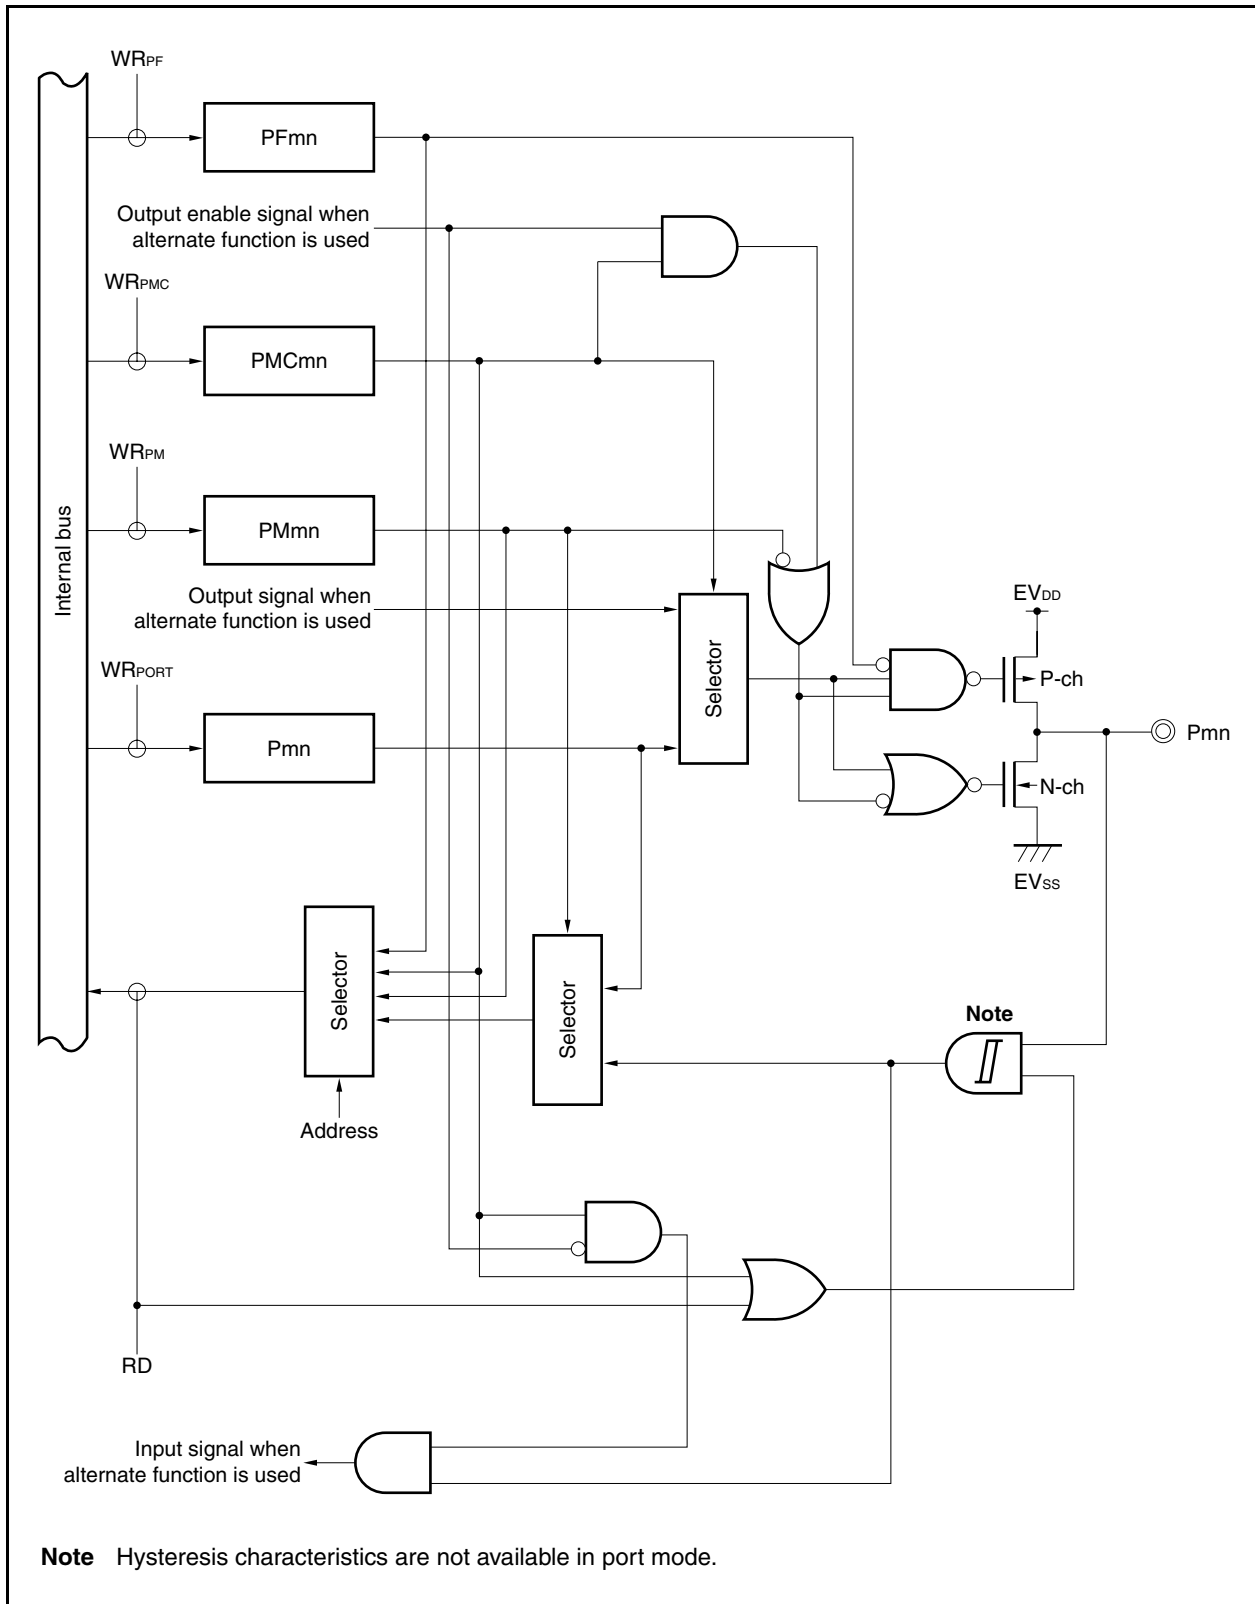 WRPF
PFmn
Output enable signal when
alternate function is used
WRPMC
PMCmn
WRPM
PMmn
Internal bus
Output signal when
alternate function is used
EVDD
WRPORT
Selector
P-ch
Pmn
Pmn
N-ch
EVSS
Selector
Selector
Note
Address
RD
Input signal when
alternate function is used
Note Hysteresis characteristics are not available in port mode.